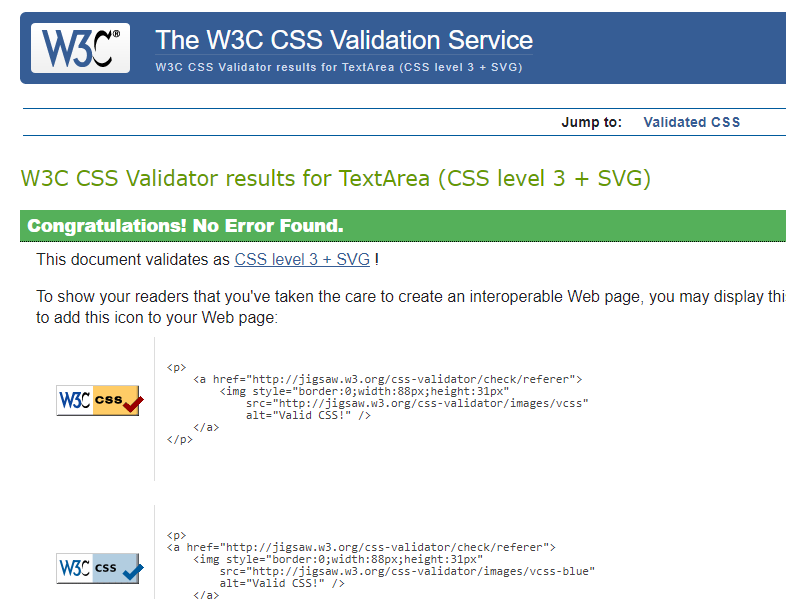 W3C®
The W3C CSS Validation Service
W3C CSS Validator results for TextArea (CSS level 3 + SVG)
Jump to: Validated CSS
W3C CSS Validator results for TextArea (CSS level 3 + SVG)
Congratulations! No Error Found.
This document validates as CSS level 3 + SVG !
To show your readers that you've taken the care to create an interoperable Web page, you may display thi
to add this icon to your Web page:
W3C css
<p>
<a href="http://jigsaw.w3.org/css-validator/check/referer">
<img style="border:0;width:88px;height:31px"
src="http://jigsaw.w3.org/css-validator/images/vcss"
alt="Valid CSS!" />
</a>
</p>
W3C css
<p>
<a href="http://jigsaw.w3.org/css-validator/check/referer">
<img style="border:0;width:88px;height:31px"
src="http://jigsaw.w3.org/css-validator/images/vcss-blue"
alt="Valid CSS!" />
</a>